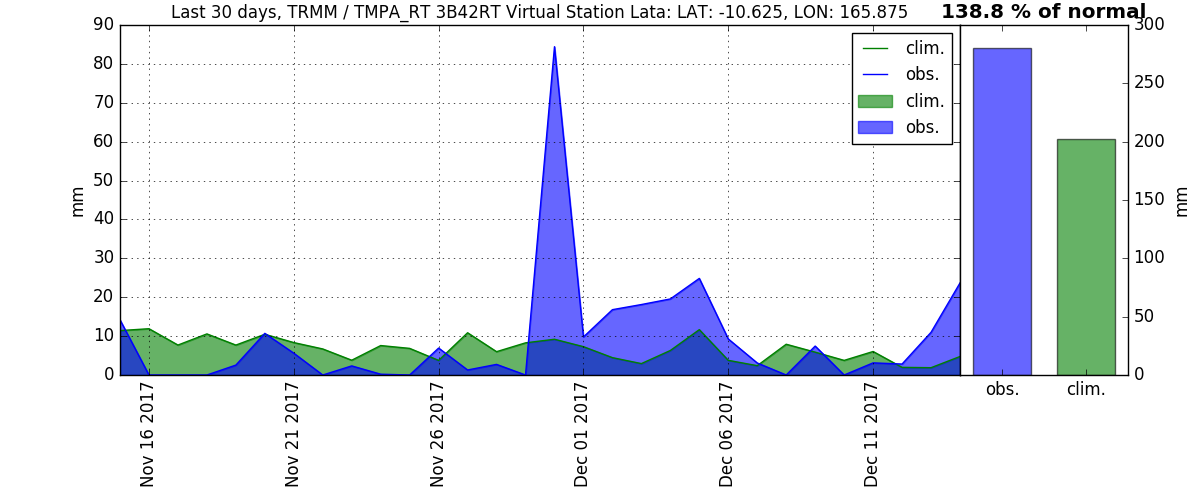 Last 30 days, TRMM / TMPA_RT 3B42RT Virtual Station Lata: LAT: -10.625, LON: 165.875
138.8 % of normal
90
80
70
60
50
40
30
20
10
0
mm
clim.
obs.
clim.
obs.
Nov 16 2017
Nov 21 2017
Nov 26 2017
Dec 01 2017
Dec 06 2017
Dec 11 2017
300
250
200
150
100
50
0
mm
obs.
clim.